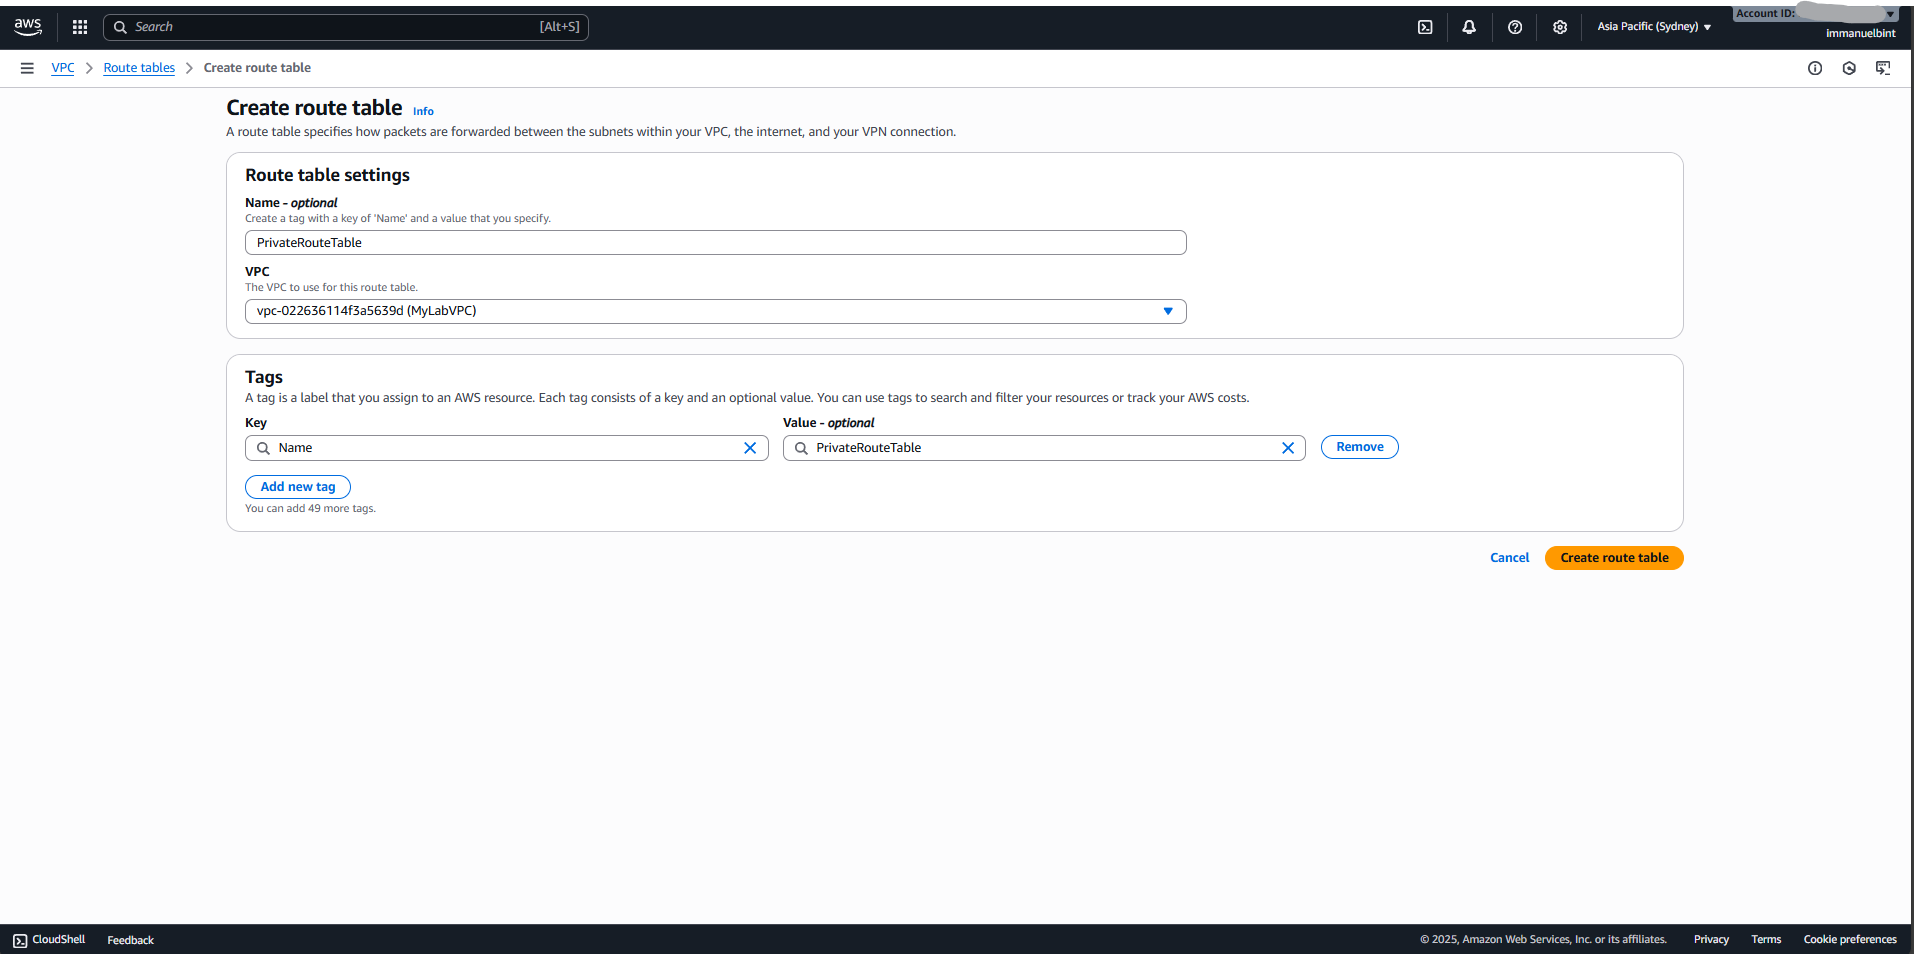 aws
Search [Alt+S]
Asia Pacific (Sydney)
Account ID:
immanuelbint
VPC
Route tables
Create route table
Create route table Info
A route table specifies how packets are forwarded between the subnets within your VPC, the internet, and your VPN connection.
Route table settings
Name - optional
Create a tag with a key of 'Name' and a value that you specify.
PrivateRouteTable
VPC
The VPC to use for this route table.
vpc-022636114f3a5639d (MyLabVPC)
Tags
A tag is a label that you assign to an AWS resource. Each tag consists of a key and an optional value. You can use tags to search and filter your resources or track your AWS costs.
Key
Value - optional
Name
PrivateRouteTable
Remove
Add new tag
You can add 49 more tags.
Cancel
Create route table
CloudShell
Feedback
© 2025, Amazon Web Services, Inc. or its affiliates.
Privacy
Terms
Cookie preferences